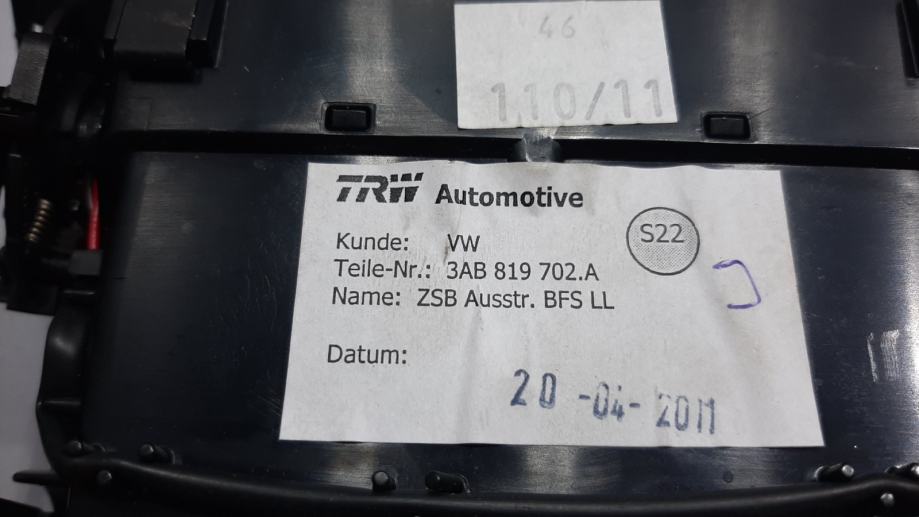 46
110/11
TRW Automotive
S22
Kunde: VW
Teile-Nr.: 3AB 819 702.A
Name: ZSB Ausstr. BFS LL
Datum:
20 -04- 2011